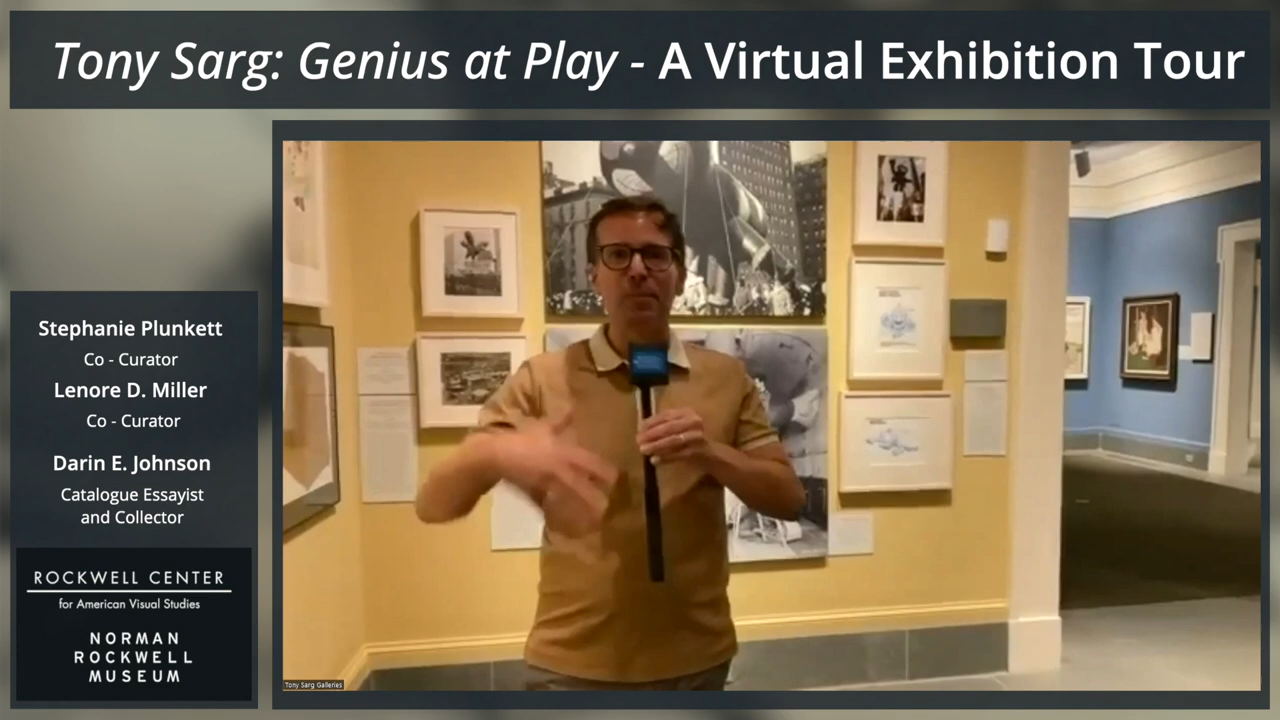 Tony Sarg: Genius at Play - A Virtual Exhibition Tour
Stephanie Plunkett
Co - Curator
Lenore D. Miller
Co - Curator
Darin E. Johnson
Catalogue Essayist
and Collector
ROCKWELL CENTER
for American Visual Studies
NORMAN
ROCKWELL
MUSEUM
Tony Sarg Galleries